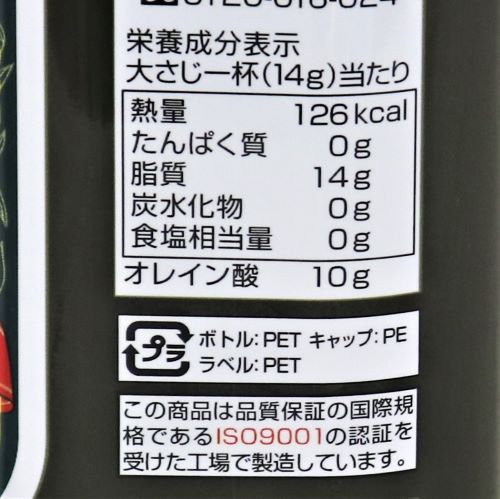 栄養成分表示
大さじ一杯(14g)当たり
熱量 126kcal
たんぱく質 0g
脂質 14g
炭水化物 0g
食塩相当量 0g
オレイン酸 10g
プラ
ボトル:PET キャップ:PE
ラベル:PET
この商品は品質保証の国際規
格であるISO9001の認証を
受けた工場で製造しています。